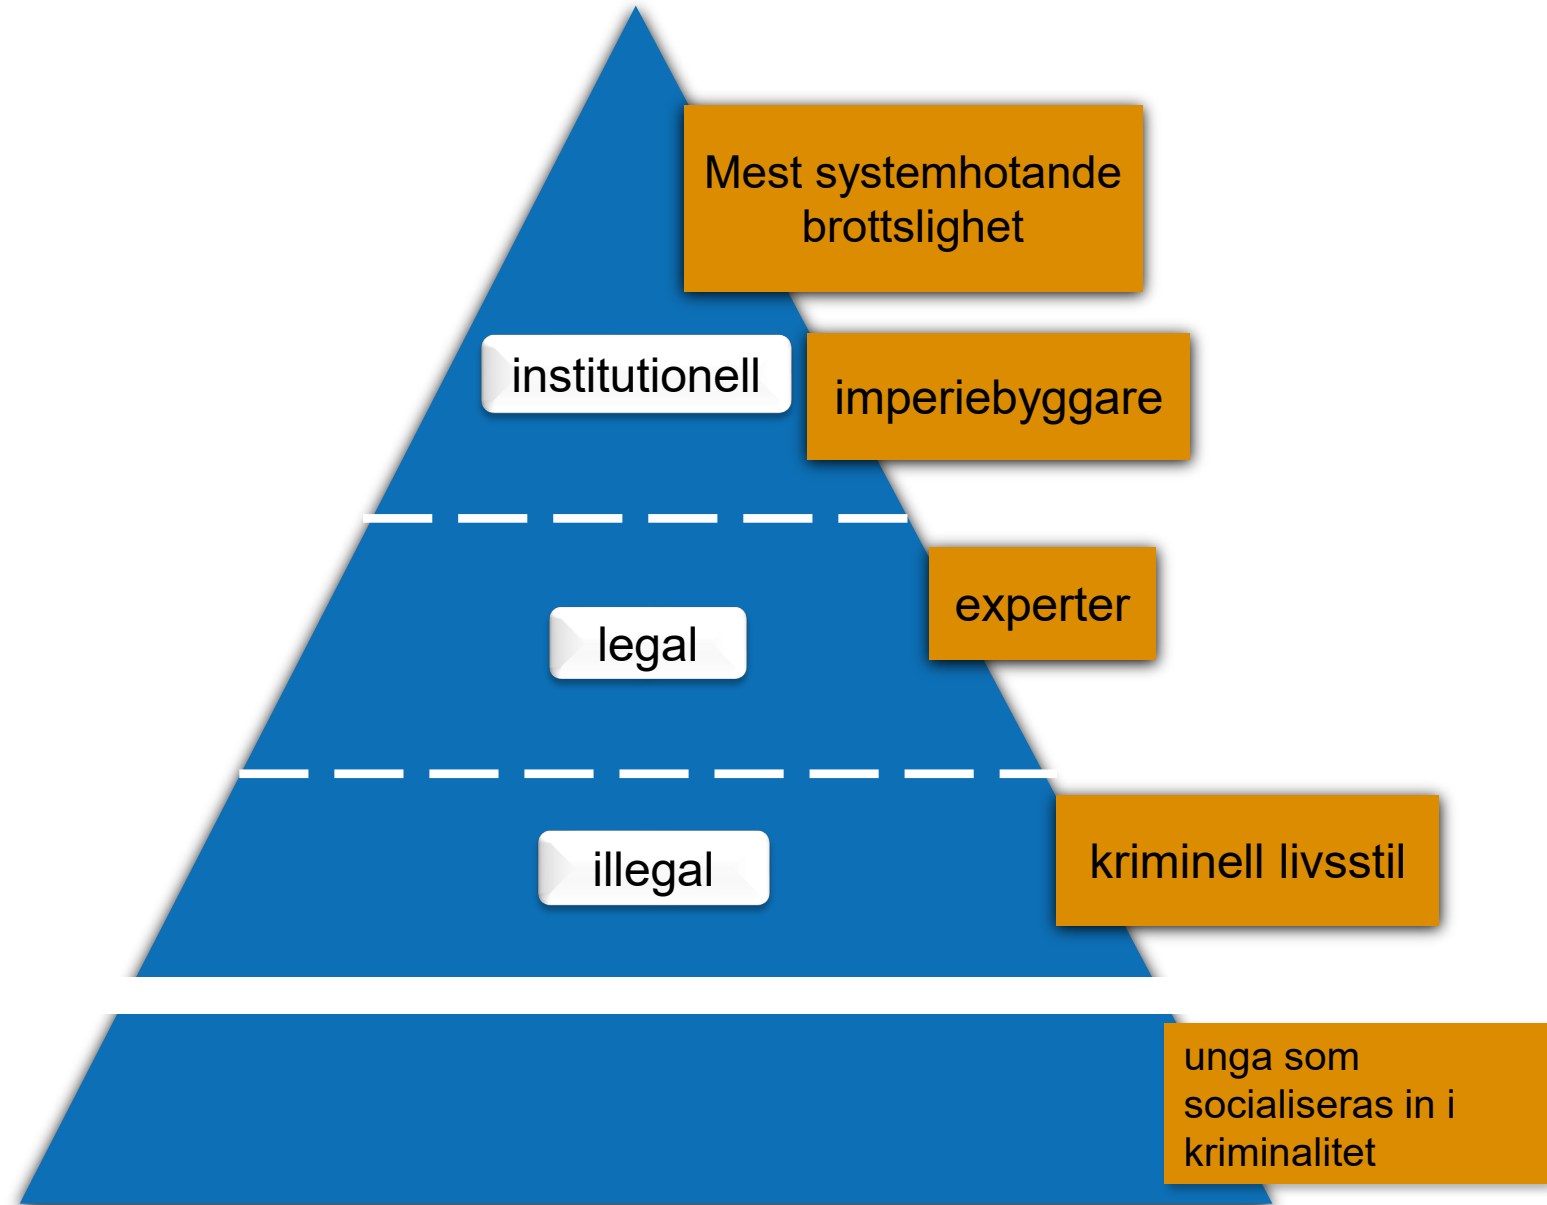 Mest systemhotande
brottslighet
institutionell
imperiebyggare
experter
legal
illegal
kriminell livsstil
unga som
socialiseras in i
kriminalitet